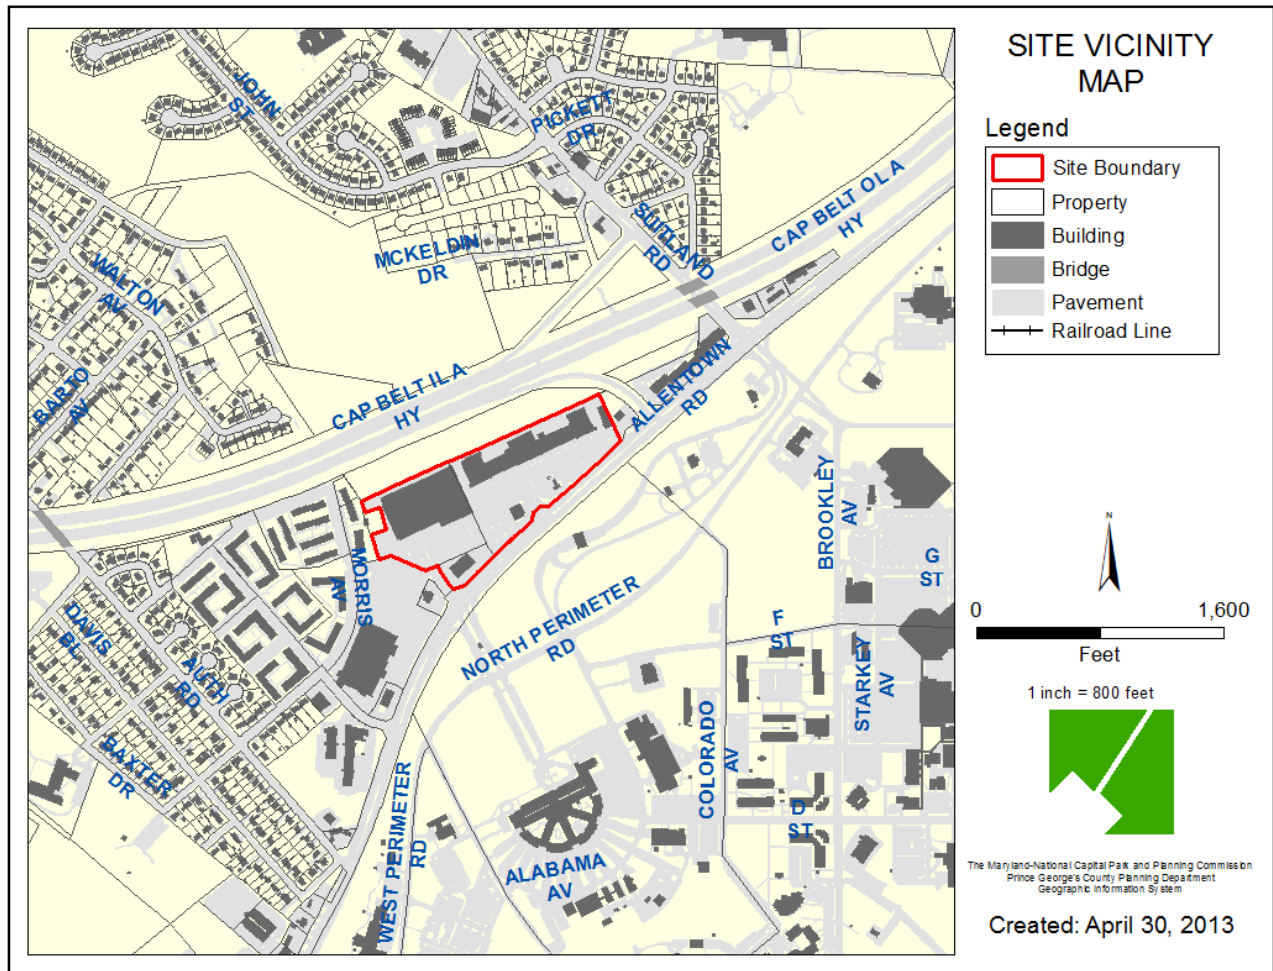 SITE VICINITY
MAP
Legend
Site Boundary
Property
Building
Bridge
Pavement
Railroad Line
JOHN
ST
PICKETT
DR
CAP BELT OL A
HY
SUITLAND
RD
MCKELDIN
DR
WALTON
AV
BARTO
AV
CAP BELT IL A
HY
ALLENTOWN
RD
BROOKLEY
AV
G
ST
MORRIS
AV
DAVIS
BL
AUTH
RD
NORTH PERIMETER
RD
F
ST
STARKEY
AV
COLORADO
AV
BAXTER
DR
WEST PERIMETER
RD
D
ST
ALABAMA
AV
N
0 1,600
Feet
1 inch = 800 feet
The Maryland-National Capital Park and Planning Commission
Prince George's County Planning Department
Geographic Information System
Created: April 30, 2013